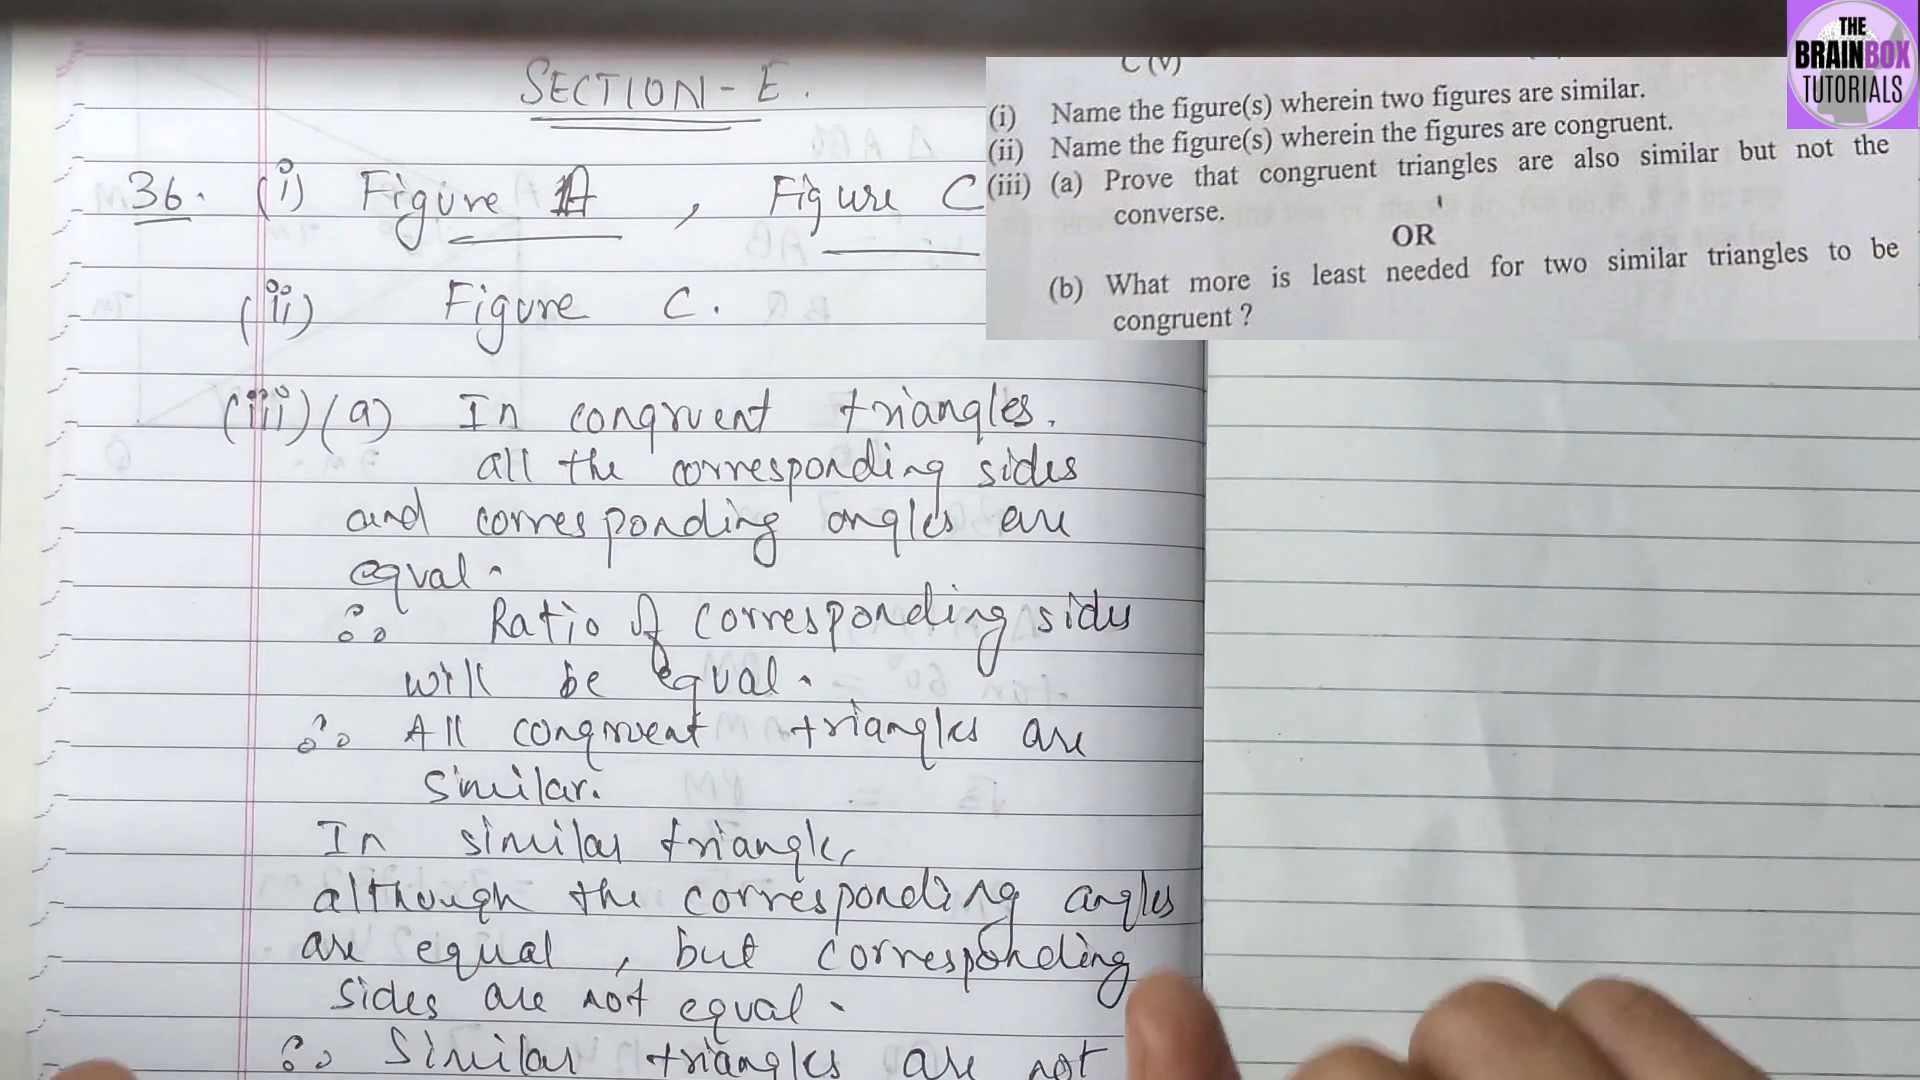 SECTION - E.
36. (i) Figure A, Figure C
(ii) Figure C.
(iii) (a) In congruent triangles,
all the corresponding sides
and corresponding angles are
equal.
∴ Ratio of corresponding sides
will be equal.
∴ All congruent triangles are
similar.
In similar triangle,
although the corresponding angles
are equal, but corresponding
sides are not equal.
∴ Similar triangles are not
C (V)
(i) Name the figure(s) wherein two figures are similar.
(ii) Name the figure(s) wherein the figures are congruent.
(iii) (a) Prove that congruent triangles are also similar but not the
converse.
OR
(b) What more is least needed for two similar triangles to be
congruent ?
THE
BRAINBOX
TUTORIALS